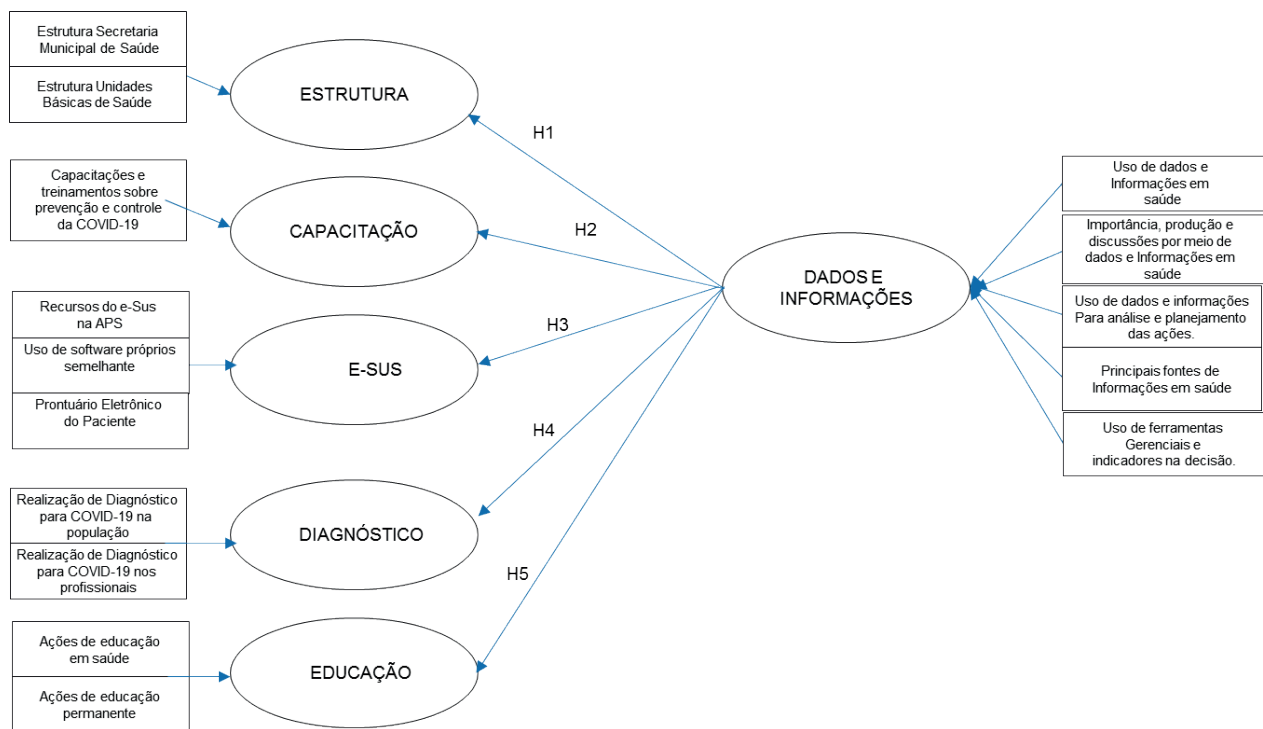 Estrutura Secretaria
Municipal de Saúde
Estrutura Unidades
Básicas de Saúde
ESTRUTURA
H1
Capacitações e
treinamentos sobre
prevenção e controle
da COVID-19
CAPACITAÇÃO
H2
Recursos do e-Sus
na APS
Uso de software próprios
semelhante
Prontuário Eletrônico
do Paciente
E-SUS
H3
Realização de Diagnóstico
para COVID-19 na
população
Realização de Diagnóstico
para COVID-19 nos
profissionais
DIAGNÓSTICO
H4
Ações de educação
em saúde
Ações de educação
permanente
EDUCAÇÃO
H5
DADOS E
INFORMAÇÕES
Uso de dados e
Informações em
saúde
Importância, produção e
discussões por meio de
dados e Informações em
saúde
Uso de dados e informações
Para análise e planejamento
das ações.
Principais fontes de
Informações em saúde
Uso de ferramentas
Gerenciais e
indicadores na decisão.